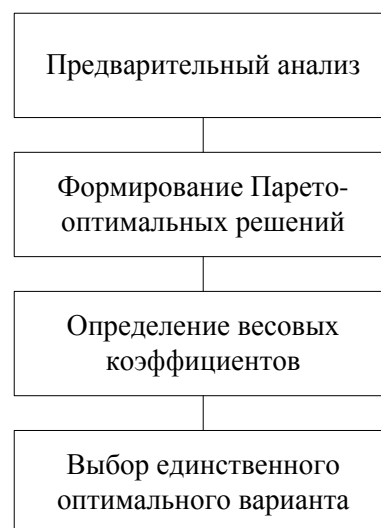 Предварительный анализ
Формирование Парето-
оптимальных решений
Определение весовых
коэффициентов
Выбор единственного
оптимального варианта